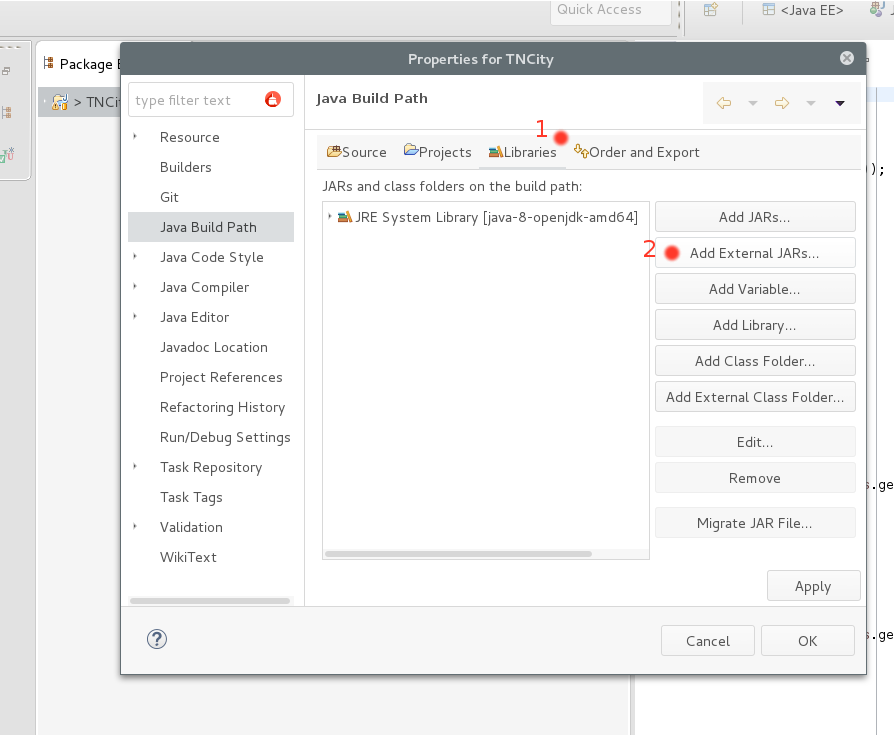 Quick Access
<Java EE>
Package
Properties for TNCity
type filter text
Java Build Path
> TNCi
1
Resource
Builders
Git
Java Build Path
Java Code Style
Java Compiler
Java Editor
Javadoc Location
Project References
Refactoring History
Run/Debug Settings
Task Repository
Task Tags
Validation
WikiText
Source
Projects
Libraries
Order and Export
JARs and class folders on the build path:
JRE System Library [java-8-openjdk-amd64]
Add JARs...
2
Add External JARs...
Add Variable...
Add Library...
Add Class Folder...
Add External Class Folder...
Edit...
Remove
Migrate JAR File...
Apply
Cancel
OK
);
s.ge
s.ge